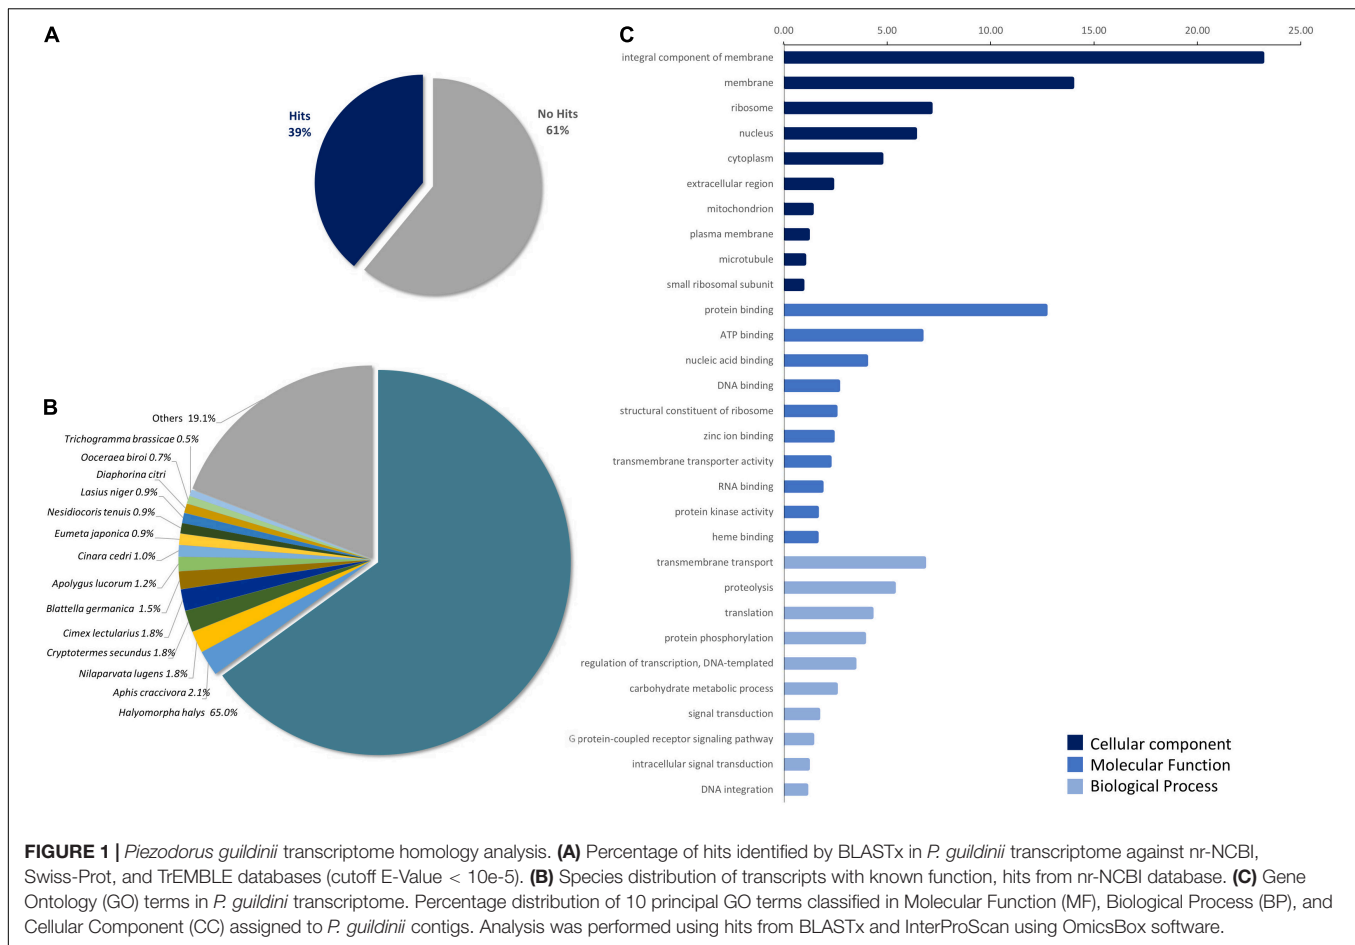 A
Hits
39%
No Hits
61%
B
Others 19.1%
Trichogramma brassicae 0.5%
Ooceraea biroi 0.7%
Diaphorina citri
Lasius niger 0.9%
Nesidiocoris tenuis 0.9%
Eumeta japonica 0.9%
Cinara cedri 1.0%
Apolygus lucorum 1.2%
Blattella germanica 1.5%
Cimex lectularius 1.8%
Cryptotermes secundus 1.8%
Nilaparvata lugens 1.8%
Aphis craccivora 2.1%
Halyomorpha halys 65.0%
C
0.00 5.00 10.00 15.00 20.00 25.00
integral component of membrane
membrane
ribosome
nucleus
cytoplasm
extracellular region
mitochondrion
plasma membrane
microtubule
small ribosomal subunit
protein binding
ATP binding
nucleic acid binding
DNA binding
structural constituent of ribosome
zinc ion binding
transmembrane transporter activity
RNA binding
protein kinase activity
heme binding
transmembrane transport
proteolysis
translation
protein phosphorylation
regulation of transcription, DNA-templated
carbohydrate metabolic process
signal transduction
G protein-coupled receptor signaling pathway
intracellular signal transduction
DNA integration
Cellular component
Molecular Function
Biological Process
FIGURE 1 | Piezodorus guildinii transcriptome homology analysis. (A) Percentage of hits identified by BLASTx in P. guildinii transcriptome against nr-NCBI,
Swiss-Prot, and TrEMBLE databases (cutoff E-Value < 10e-5). (B) Species distribution of transcripts with known function, hits from nr-NCBI database. (C) Gene
Ontology (GO) terms in P. guildini transcriptome. Percentage distribution of 10 principal GO terms classified in Molecular Function (MF), Biological Process (BP), and
Cellular Component (CC) assigned to P. guildinii contigs. Analysis was performed using hits from BLASTx and InterProScan using OmicsBox software.